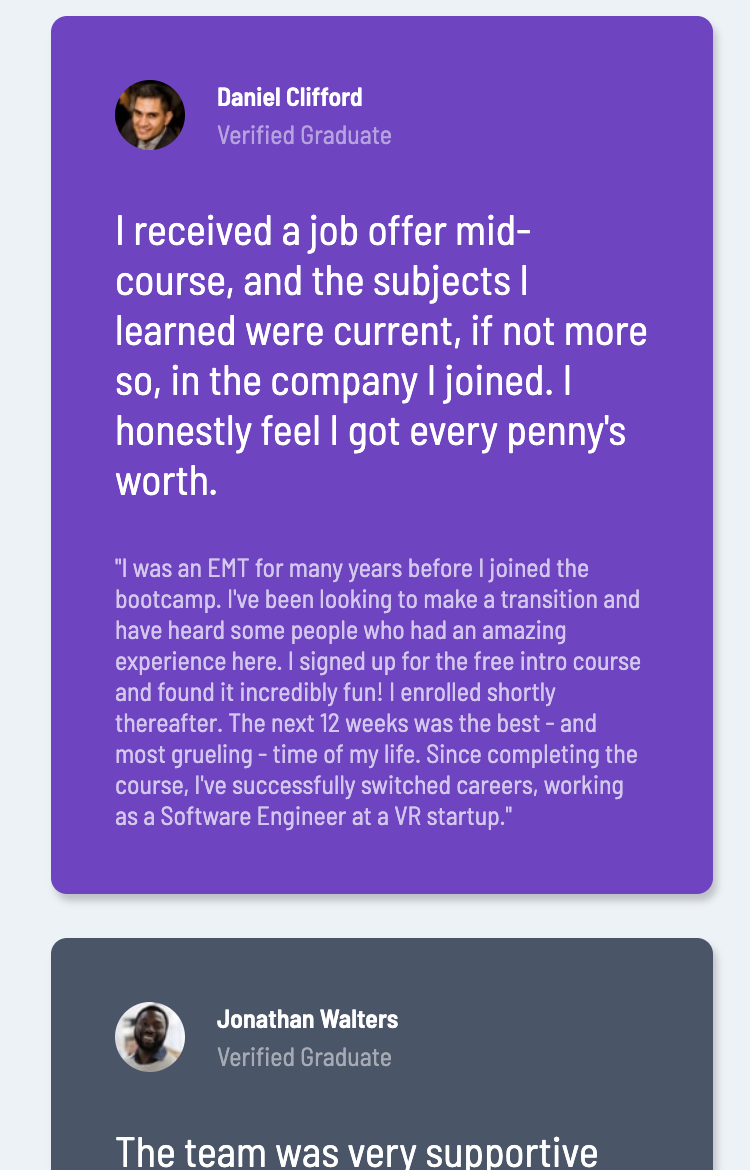 Daniel Clifford
Verified Graduate
I received a job offer mid-
course, and the subjects I
learned were current, if not more
so, in the company I joined. I
honestly feel I got every penny's
worth.
"I was an EMT for many years before I joined the
bootcamp. I've been looking to make a transition and
have heard some people who had an amazing
experience here. I signed up for the free intro course
and found it incredibly fun! I enrolled shortly
thereafter. The next 12 weeks was the best - and
most grueling - time of my life. Since completing the
course, I've successfully switched careers, working
as a Software Engineer at a VR startup."
Jonathan Walters
Verified Graduate
The team was very supportive